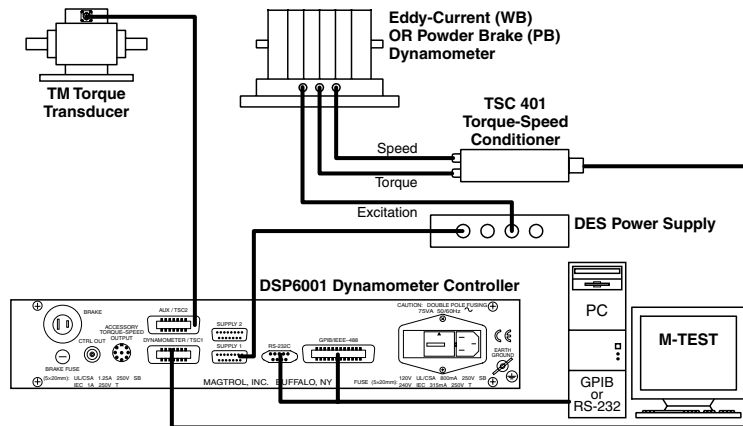 Eddy-Current (WB)
OR Powder Brake (PB)
Dynamometer
TM Torque
Transducer
TSC 401
Torque-Speed
Conditioner
Speed
Torque
Excitation
DES Power Supply
DSP6001 Dynamometer Controller
BRAKE
AUX / TSC2
ACCESSORY
TORQUE–SPEED
OUTPUT
CTRL OUT
DYNAMOMETER / TSC1
SUPPLY 2
SUPPLY 1
RS-232C
GPIB/IEEE–488
CAUTION: DOUBLE POLE FUSING
75VA 50/60Hz
CE
EARTH
GROUND
BRAKE FUSE
(5x20mm): UL/CSA 1.25A 250V SB
IEC 1A 250V T
MAGTROL, INC. BUFFALO, NY
FUSE (5x20mm): 120V UL/CSA 800mA 250V SB
240V IEC 315mA 250V T
PC
GPIB
or
RS-232
M-TEST